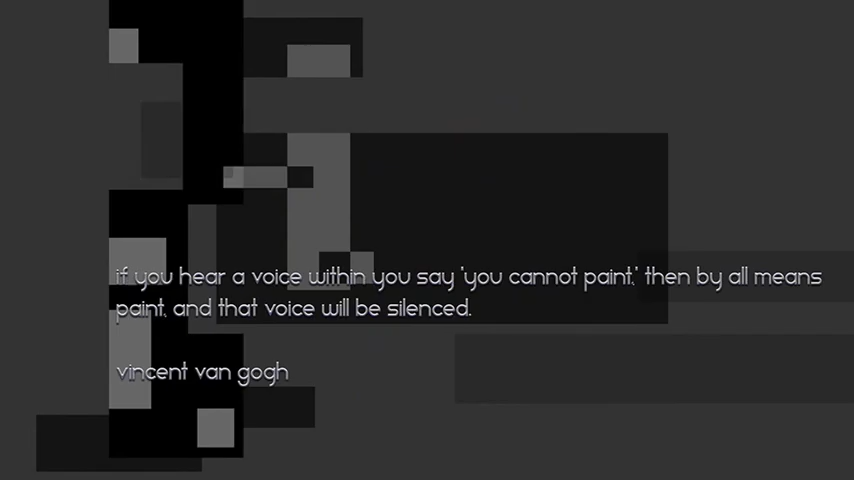 if you hear a voice within you say 'you cannot paint,' then by all means
paint, and that voice will be silenced.
vincent van gogh